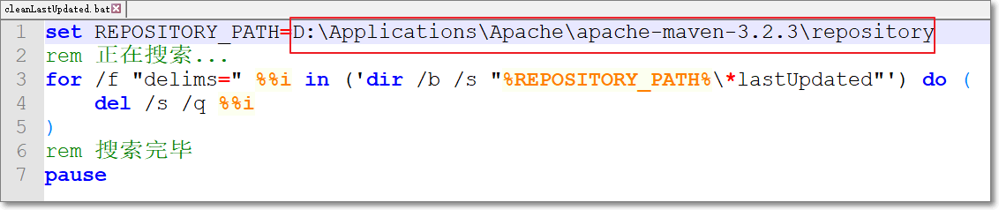 cleanLastUpdated.bat
1 set REPOSITORY_PATH=D:\Applications\Apache\apache-maven-3.2.3\repository
2 rem 正在搜索...
3 for /f "delims=" %%i in ('dir /b /s "%REPOSITORY_PATH%\*lastUpdated"') do (
4     del /s /q %%i
5 )
6 rem 搜索完毕
7 pause